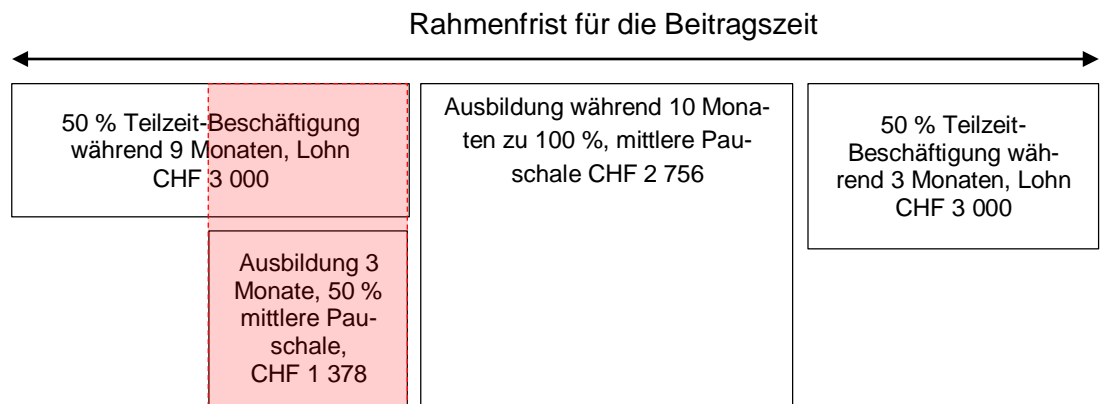 Rahmenfrist für die Beitragszeit
50 % Teilzeit-Beschäftigung
während 9 Monaten, Lohn
CHF 3 000
Ausbildung 3
Monate, 50 %
mittlere Pau-
schale,
CHF 1 378
Ausbildung während 10 Mona-
ten zu 100 %, mittlere Pau-
schale CHF 2 756
50 % Teilzeit-
Beschäftigung wäh-
rend 3 Monaten, Lohn
CHF 3 000